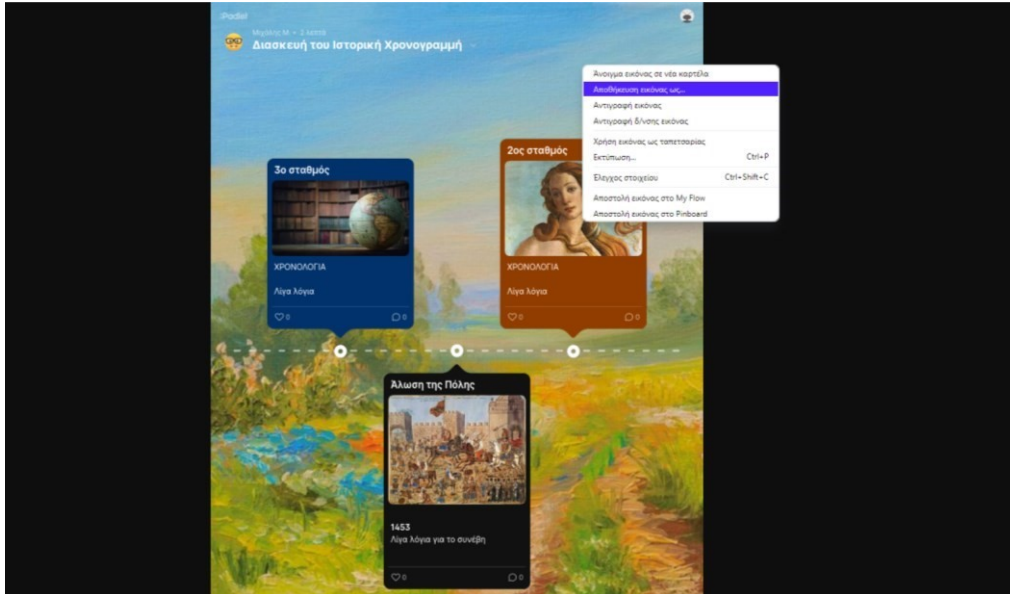 :Padlet
Μιχάλης Μ • 2 λεπτά
Διασκευή του Ιστορική Χρονογραμμή
Άνοιγμα εικόνας σε νέα καρτέλα
Αποθήκευση εικόνας ως...
Αντιγραφή εικόνας
Αντιγραφή δ/νσης εικόνας
Χρήση εικόνας ως ταπετσαρίας
Εκτύπωση... Ctrl+P
Έλεγχος στοιχείου Ctrl+Shift+C
Αποστολή εικόνας στο My Flow
Αποστολή εικόνας στο Pinboard
2ος σταθμός
ΧΡΟΝΟΛΟΓΙΑ
Λίγα λόγια
0 0
3ο σταθμός
ΧΡΟΝΟΛΟΓΙΑ
Λίγα λόγια
0 0
Άλωση της Πόλης
1453
Λίγα λόγια για το συνέβη
0 0